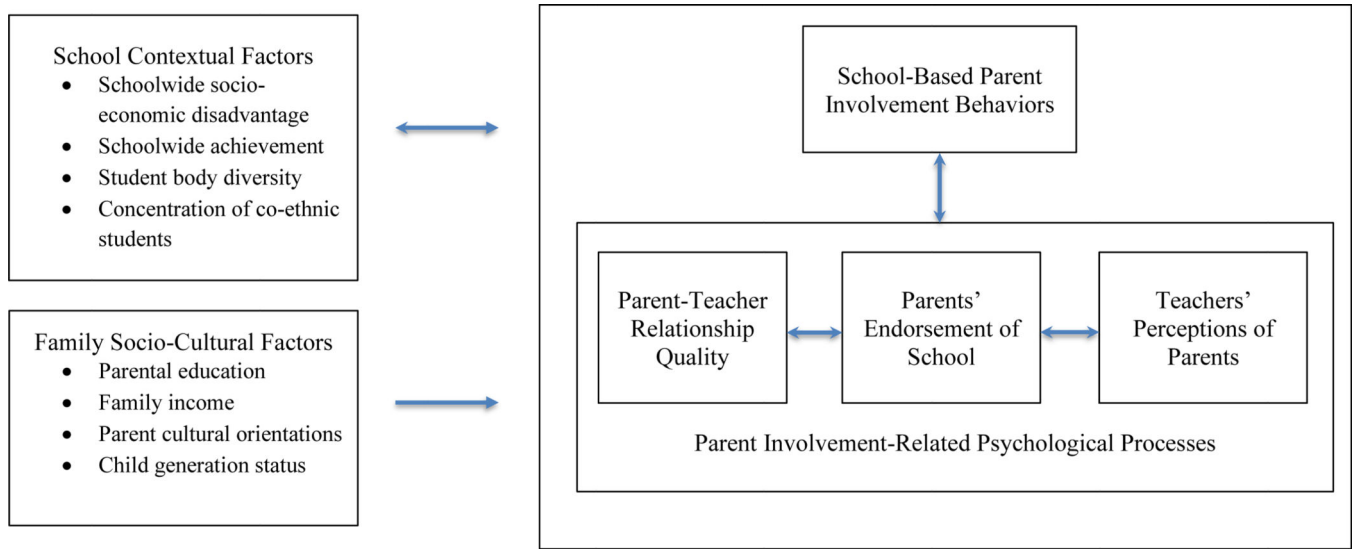 School Contextual Factors
• Schoolwide socio-
economic disadvantage
• Schoolwide achievement
• Student body diversity
• Concentration of co-ethnic
students
Family Socio-Cultural Factors
• Parental education
• Family income
• Parent cultural orientations
• Child generation status
School-Based Parent
Involvement Behaviors
Parent-Teacher
Relationship
Quality
Parents’
Endorsement of
School
Teachers’
Perceptions of
Parents
Parent Involvement-Related Psychological Processes